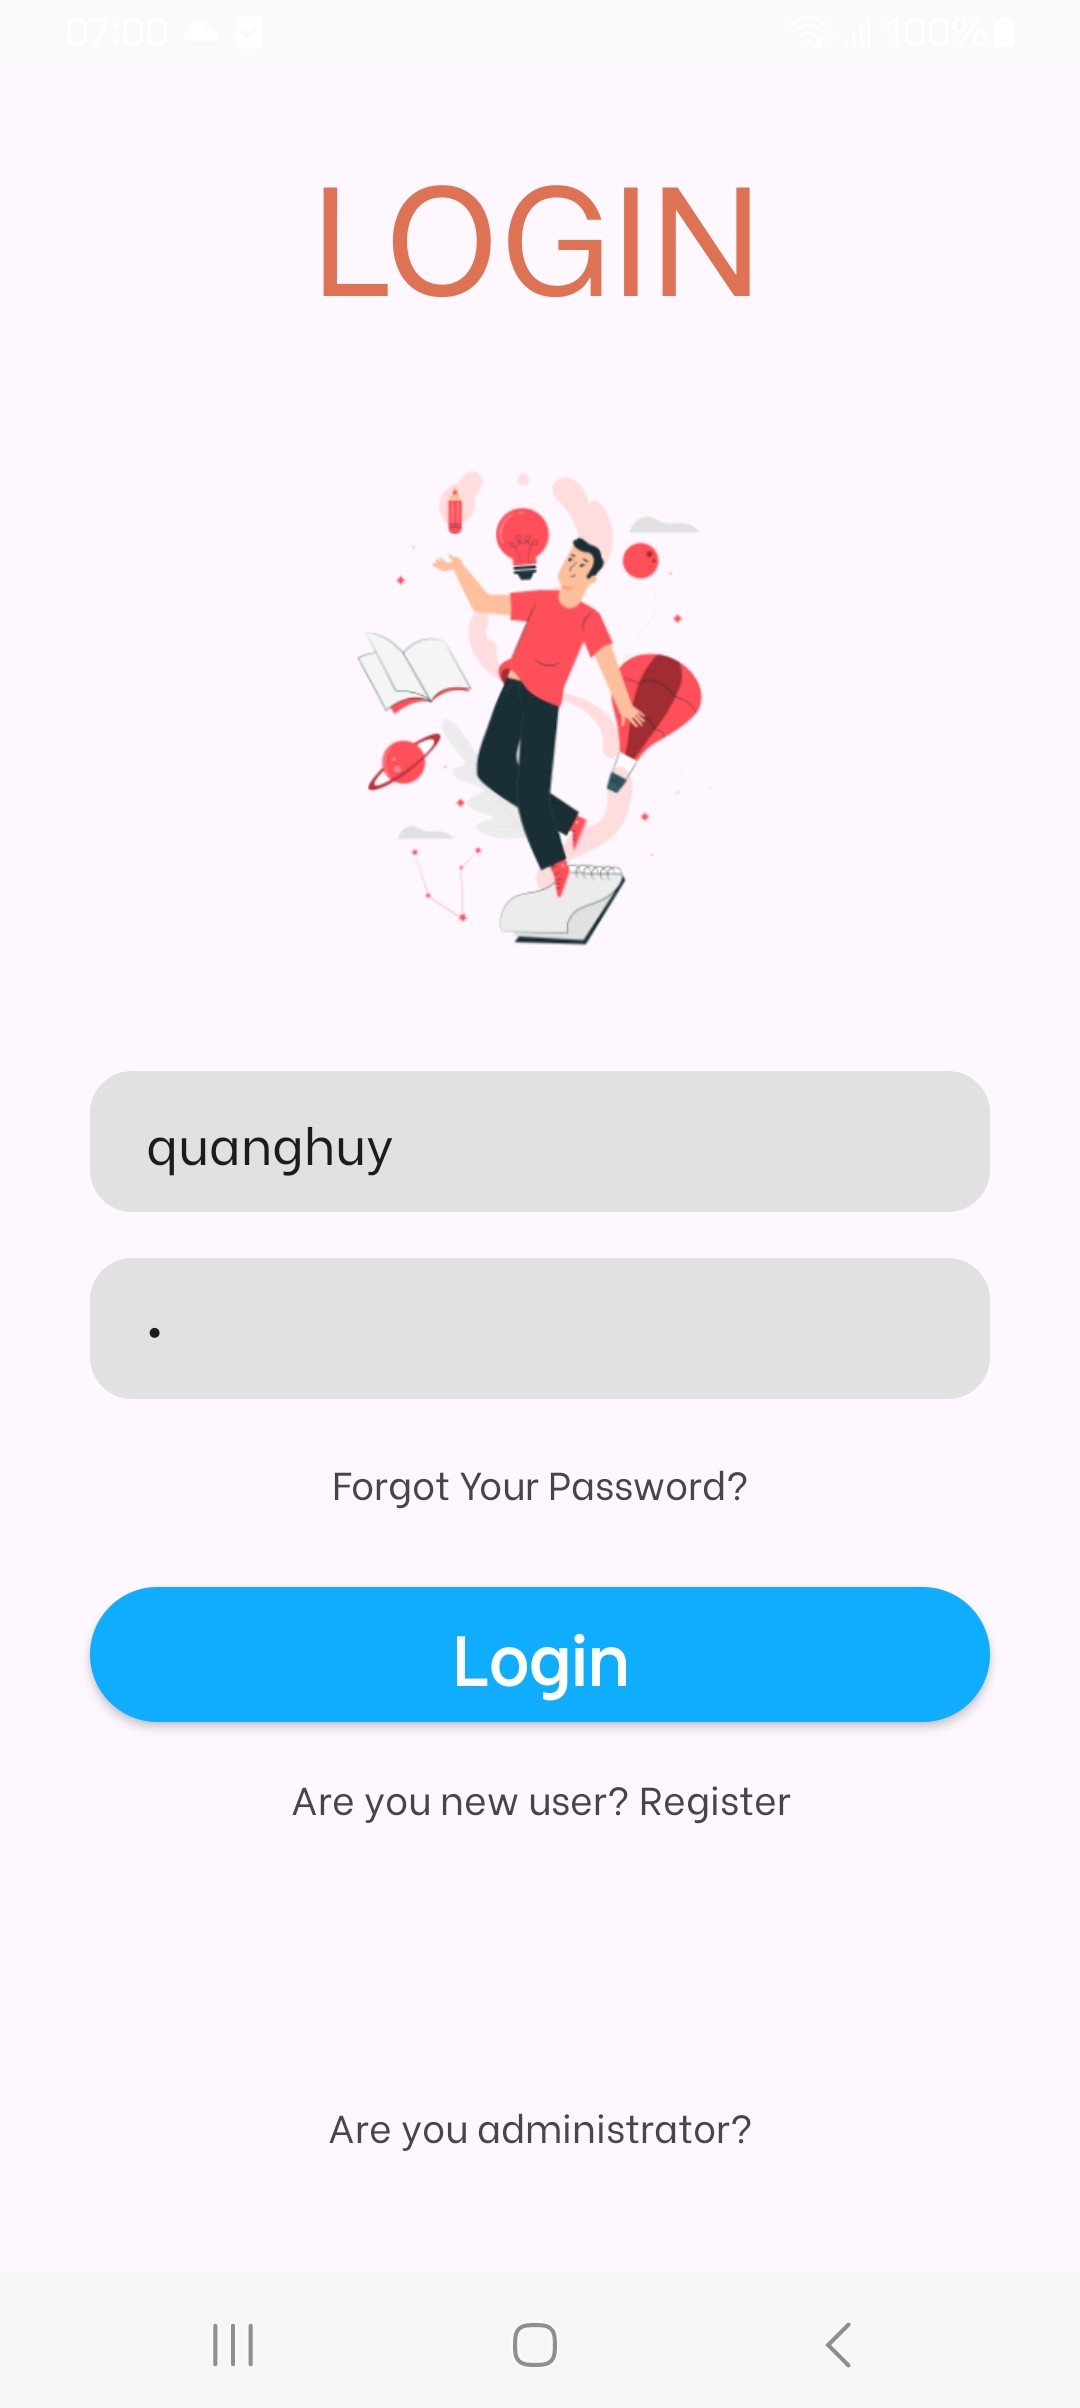 07:00 100%
LOGIN
quanghuy
•
Forgot Your Password?
Login
Are you new user? Register
Are you administrator?